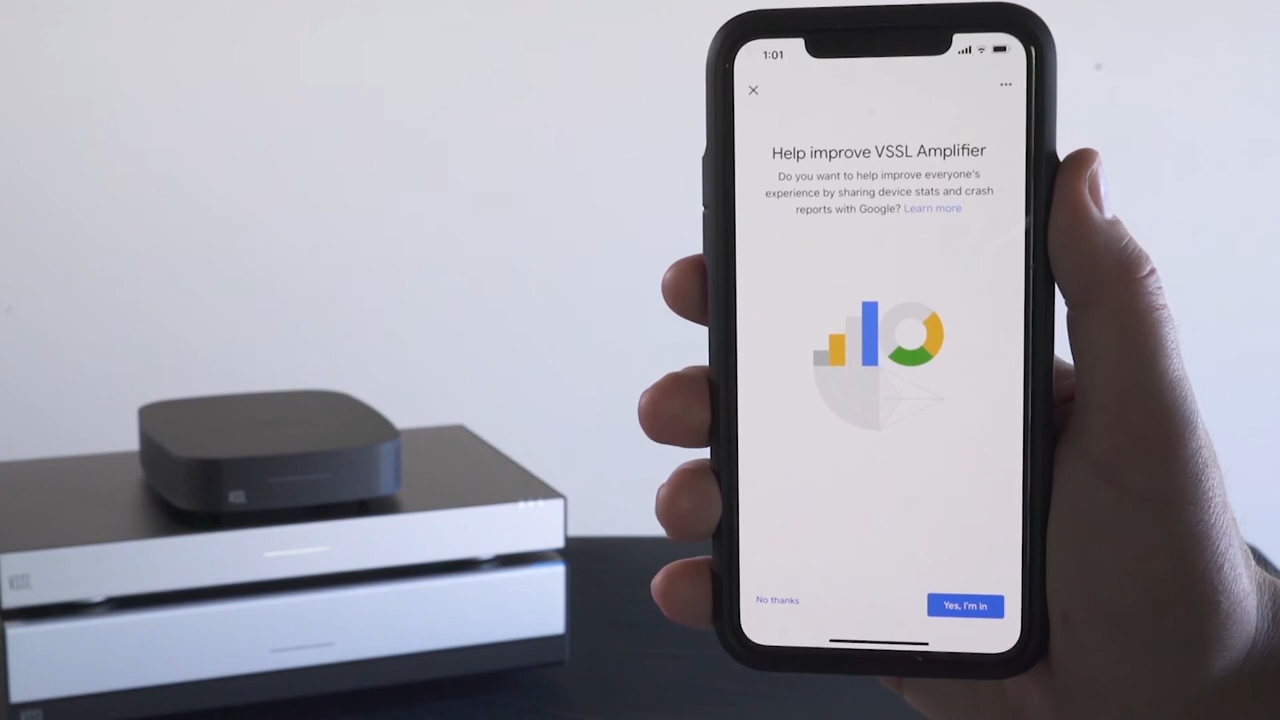 1:01
Help improve VSSL Amplifier
Do you want to help improve everyone's
experience by sharing device stats and crash
reports with Google? Learn more
No thanks
Yes, I'm in
VSSL